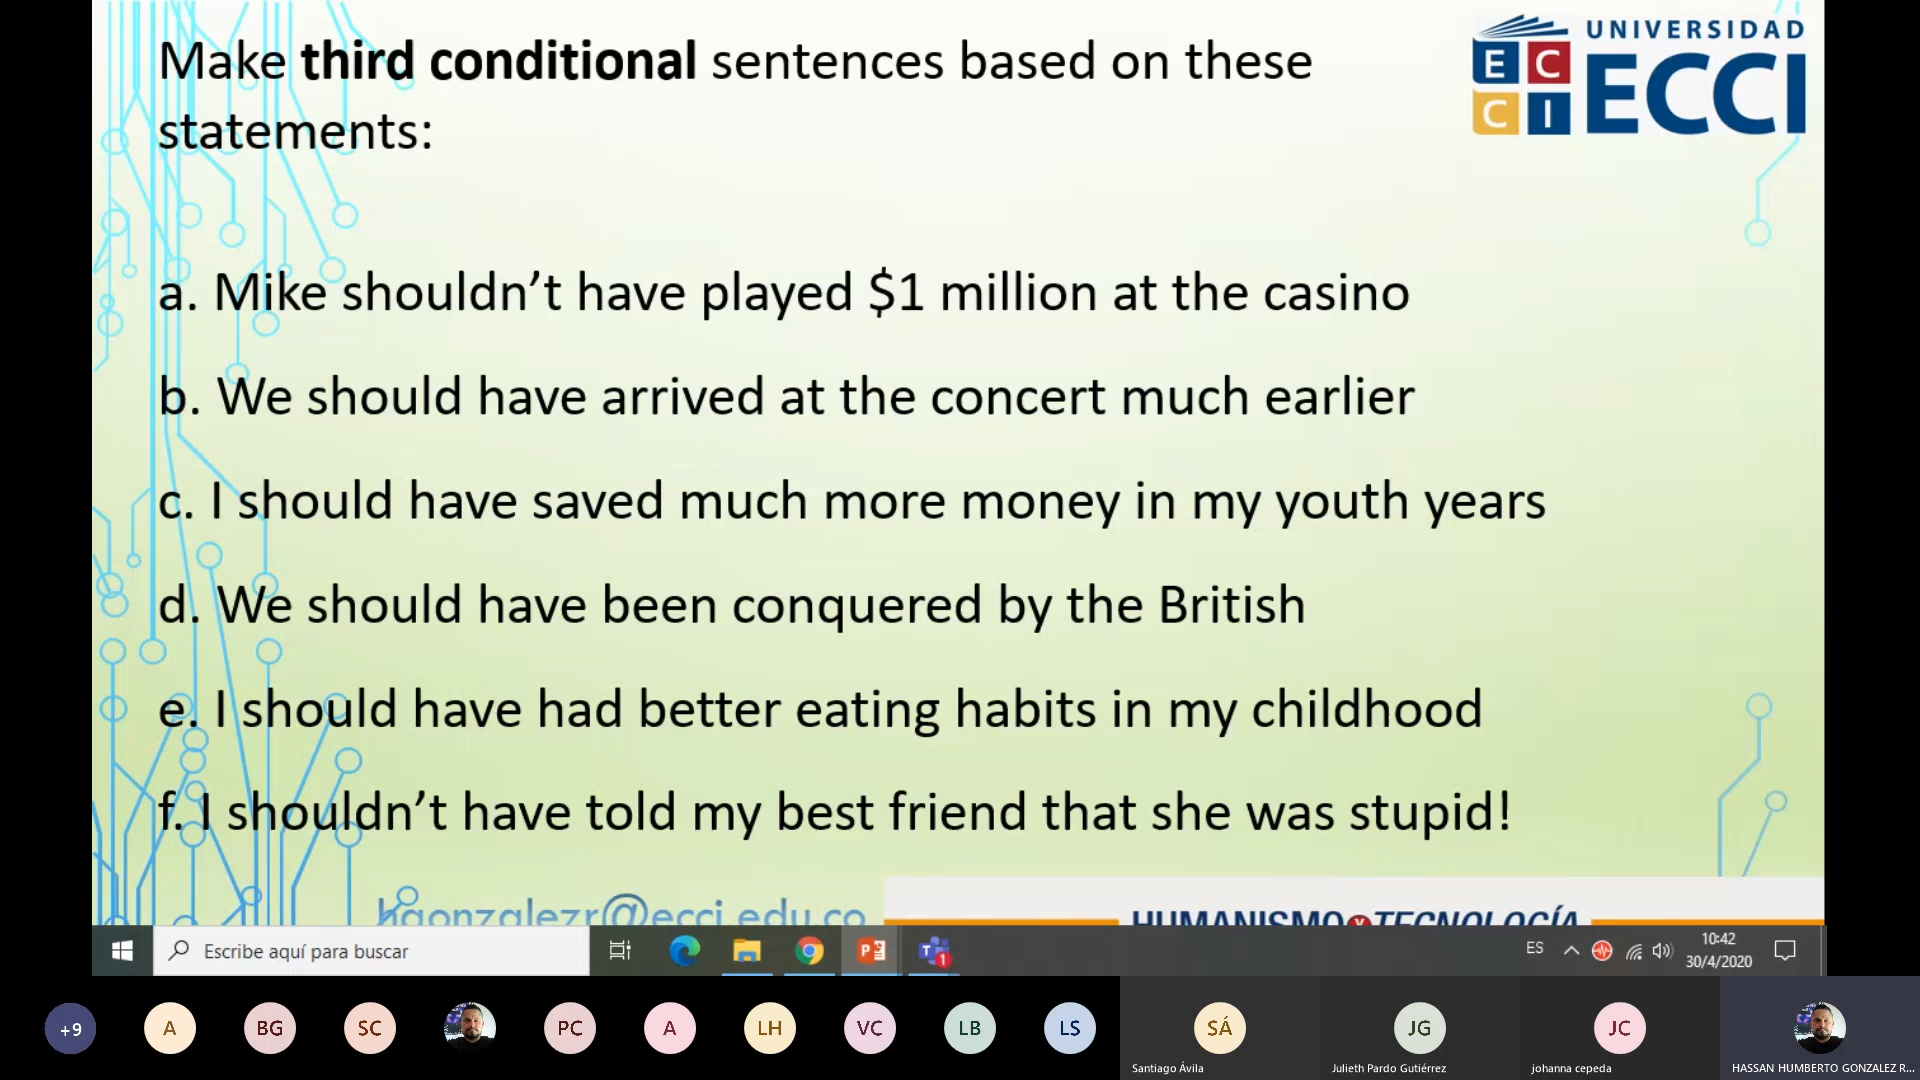 Make third conditional sentences based on these
statements:
UNIVERSIDAD
E C
C I
ECCI
a. Mike shouldn’t have played $1 million at the casino
b. We should have arrived at the concert much earlier
c. I should have saved much more money in my youth years
d. We should have been conquered by the British
e. I should have had better eating habits in my childhood
f. I shouldn’t have told my best friend that she was stupid!
hgonzalezr@ecci.edu.co
HUMANISMO Y TECNOLOGÍA
Escribe aquí para buscar
1
ES
10:42
30/4/2020
+9
A
BG
SC
PC
A
LH
VC
LB
LS
SÁ
JG
JC
Santiago Ávila
Julieth Pardo Gutiérrez
johanna cepeda
HASSAN HUMBERTO GONZALEZ R...